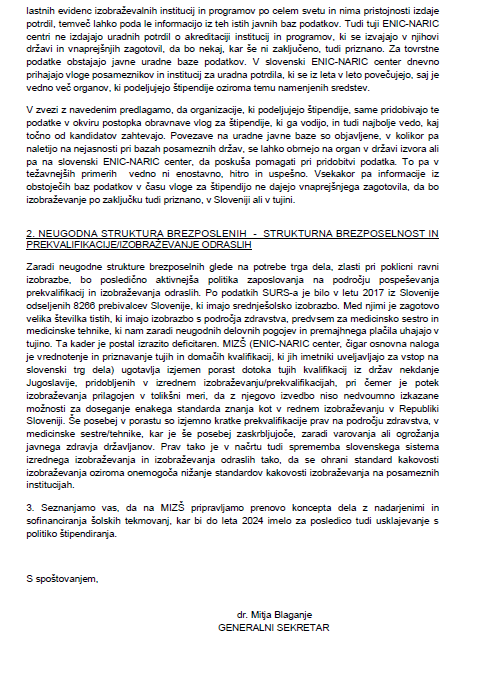 lastnih evidenc izobraževalnih institucij in programov po celem svetu in nima pristojnosti izdaje
potrdil, temveč lahko poda le informacijo iz teh istih javnih baz podatkov. Tudi tuji ENIC-NARIC
centri ne izdajajo uradnih potrdil o akreditaciji institucij in programov, ki se izvajajo v njihovi
državi in vnaprejšnjih zagotovil, da bo nekaj, kar še ni zaključeno, tudi priznano. Za tovrstne
podatke obstajajo javne uradne baze podatkov. V slovenski ENIC-NARIC center dnevno
prihajajo vloge posameznikov in institucij za uradna potrdila, ki se iz leta v leto povečujejo, saj je
vedno več organov, ki podeljujejo štipendije oziroma temu namenjenih sredstev.
V zvezi z navedenim predlagamo, da organizacije, ki podeljujejo štipendije, same pridobivajo te
podatke v okviru postopka obravnave vlog za štipendije, ki ga vodijo, in tudi najbolje vedo, kaj
točno od kandidatov zahtevajo. Povezave na uradne javne baze so objavljene, v kolikor pa
naletijo na nejasnosti pri bazah posameznih držav, se lahko obrnejo na organ v državi izvora ali
pa na slovenski ENIC-NARIC center, da poskuša pomagati pri pridobitvi podatka. To pa v
težavnejših primerih vedno ni enostavno, hitro in uspešno. Vsekakor pa informacije iz
obstoječih baz podatkov v času vloge za štipendijo ne dajejo vnaprejšnjega zagotovila, da bo
izobraževanje po zaključku tudi priznano, v Sloveniji ali v tujini.
2. NEUGODNA STRUKTURA BREZPOSLENIH - STRUKTURNA BREZPOSELNOST IN
PREKVALIFIKACIJE/IZOBRAŽEVANJE ODRASLIH
Zaradi neugodne strukture brezposelnih glede na potrebe trga dela, zlasti pri poklicni ravni
izobrazbe, bo posledično aktivnejša politika zaposlovanja na področju pospeševanja
prekvalifikacij in izobraževanja odraslih. Po podatkih SURS-a je bilo v letu 2017 iz Slovenije
odseljenih 8266 prebivalcev Slovenije, ki imajo srednješolsko izobrazbo. Med njimi je zagotovo
velika številka tistih, ki imajo izobrazbo s področja zdravstva, predvsem za medicinsko sestro in
medicinske tehnike, ki nam zaradi neugodnih delovnih pogojev in premajhnega plačila uhajajo v
tujino. Ta kader je postal izrazito deficitaren. MIZŠ (ENIC-NARIC center, čigar osnovna naloga
je vrednotenje in priznavanje tujih in domačih kvalifikacij, ki jih imetniki uveljavljajo za vstop na
slovenski trg dela) ugotavlja izjemen porast dotoka tujih kvalifikacij iz držav nekdanje
Jugoslavije, pridobljenih v izrednem izobraževanju/prekvalifikacijah, pri čemer je potek
izobraževanja prilagojen v tolikšni meri, da z njegovo izvedbo niso nedvoumno izkazane
možnosti za doseganje enakega standarda znanja kot v rednem izobraževanju v Republiki
Sloveniji. Še posebej v porastu so izjemno kratke prekvalifikacije prav na področju zdravstva, v
medicinske sestre/tehnike, kar je še posebej zaskrbljujoče, zaradi varovanja ali ogrožanja
javnega zdravja državljanov. Prav tako je v načrtu tudi sprememba slovenskega sistema
izrednega izobraževanja in izobraževanja odraslih tako, da se ohrani standard kakovosti
izobraževanja oziroma onemogoča nižanje standardov kakovosti izobraževanja na posameznih
institucijah.
3. Seznanjamo vas, da na MIZŠ pripravljamo prenovo koncepta dela z nadarjenimi in
sofinanciranja šolskih tekmovanj, kar bi do leta 2024 imelo za posledico tudi usklajevanje s
politiko štipendiranja.
S spoštovanjem,
dr. Mitja Blaganje
GENERALNI SEKRETAR